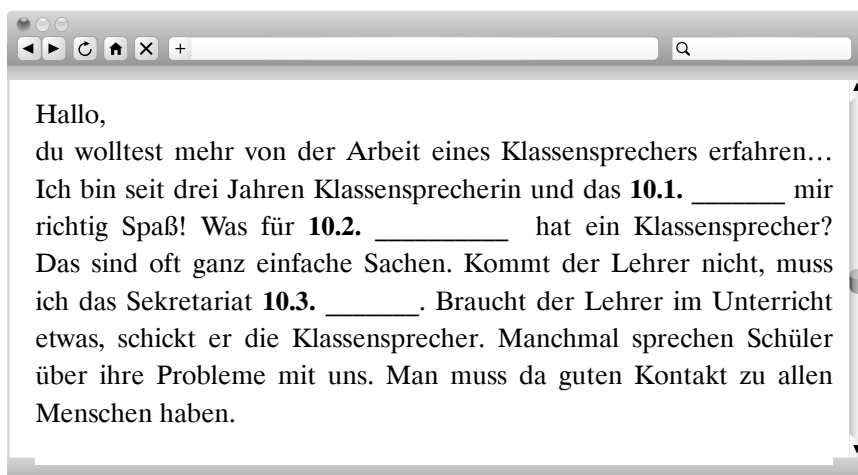 Hallo,
du wolltest mehr von der Arbeit eines Klassensprechers erfahren…
Ich bin seit drei Jahren Klassensprecherin und das 10.1. _______ mir
richtig Spaß! Was für 10.2. __________ hat ein Klassensprecher?
Das sind oft ganz einfache Sachen. Kommt der Lehrer nicht, muss
ich das Sekretariat 10.3. _______. Braucht der Lehrer im Unterricht
etwas, schickt er die Klassensprecher. Manchmal sprechen Schüler
über ihre Probleme mit uns. Man muss da guten Kontakt zu allen
Menschen haben.